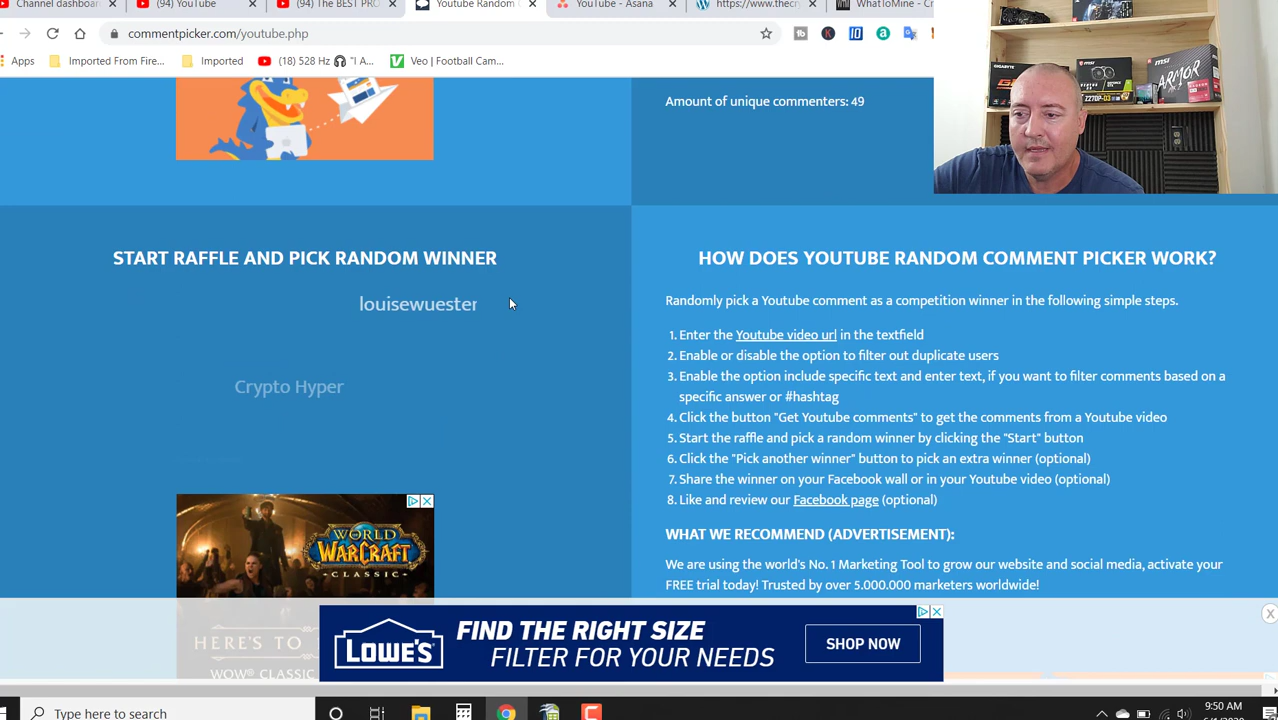 Channel dashboard
(94) YouTube
(94) The BEST PRO
Youtube Random
YouTube - Asana
https://www.thecr
WhatToMine - Cr
commentpicker.com/youtube.php
Apps
Imported From Fire...
Imported
(18) 528 Hz
"I A...
Veo | Football Cam...
GIGABYTE
msi
Z270P-D3
msi
ARMOR
Amount of unique commenters: 49
START RAFFLE AND PICK RANDOM WINNER
louisewuester
Crypto Hyper
HOW DOES YOUTUBE RANDOM COMMENT PICKER WORK?
Randomly pick a Youtube comment as a competition winner in the following simple steps.
1. Enter the Youtube video url in the textfield
2. Enable or disable the option to filter out duplicate users
3. Enable the option include specific text and enter text, if you want to filter comments based on a
specific answer or #hashtag
4. Click the button "Get Youtube comments" to get the comments from a Youtube video
5. Start the raffle and pick a random winner by clicking the "Start" button
6. Click the "Pick another winner" button to pick an extra winner (optional)
7. Share the winner on your Facebook wall or in your Youtube video (optional)
8. Like and review our Facebook page (optional)
WHAT WE RECOMMEND (ADVERTISEMENT):
We are using the world's No. 1 Marketing Tool to grow our website and social media, activate your
FREE trial today! Trusted by over 5.000.000 marketers worldwide!
WORLD
WARCRAFT
CLASSIC
HERE'S TO
WOW® CLASSIC
LOWE'S
FIND THE RIGHT SIZE
FILTER FOR YOUR NEEDS
SHOP NOW
Type here to search
9:50 AM